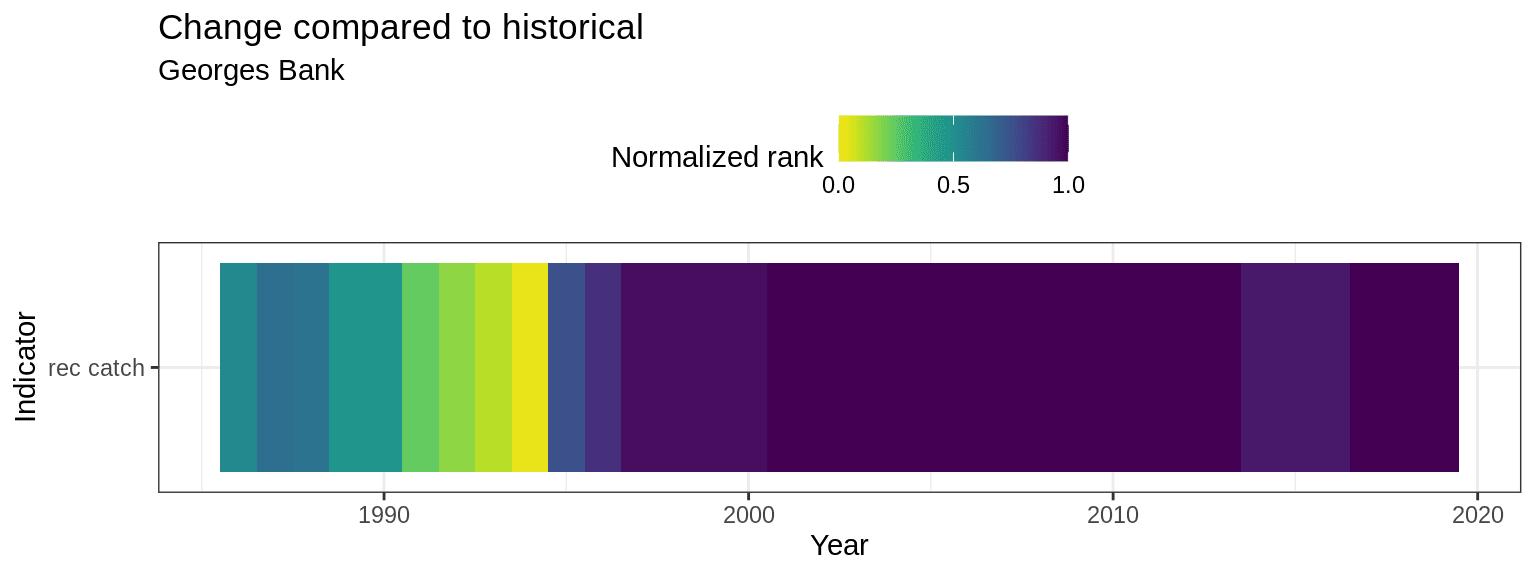 Change compared to historical
Georges Bank
Normalized rank
0.0 0.5 1.0
Indicator
rec catch
1990 2000 2010 2020
Year